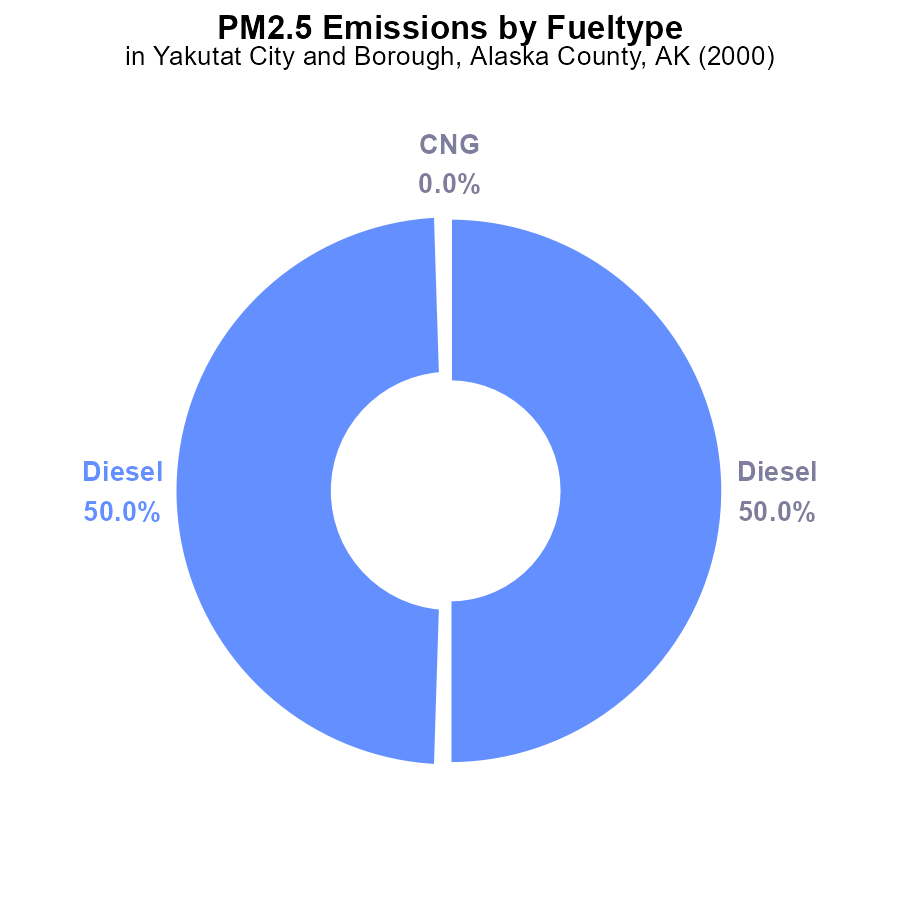 PM2.5 Emissions by Fueltype
in Yakutat City and Borough, Alaska County, AK (2000)
CNG
0.0%
Diesel
50.0%
Diesel
50.0%